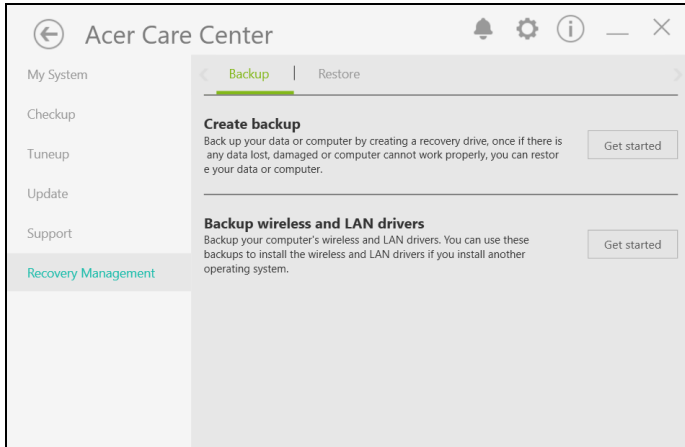 Acer Care Center
My System
Checkup
Tuneup
Update
Support
Recovery Management
Backup
Restore
Create backup
Back up your data or computer by creating a recovery drive, once if there is
any data lost, damaged or computer cannot work properly, you can restor
e your data or computer.
Get started
Backup wireless and LAN drivers
Backup your computer's wireless and LAN drivers. You can use these
backups to install the wireless and LAN drivers if you install another
operating system.
Get started